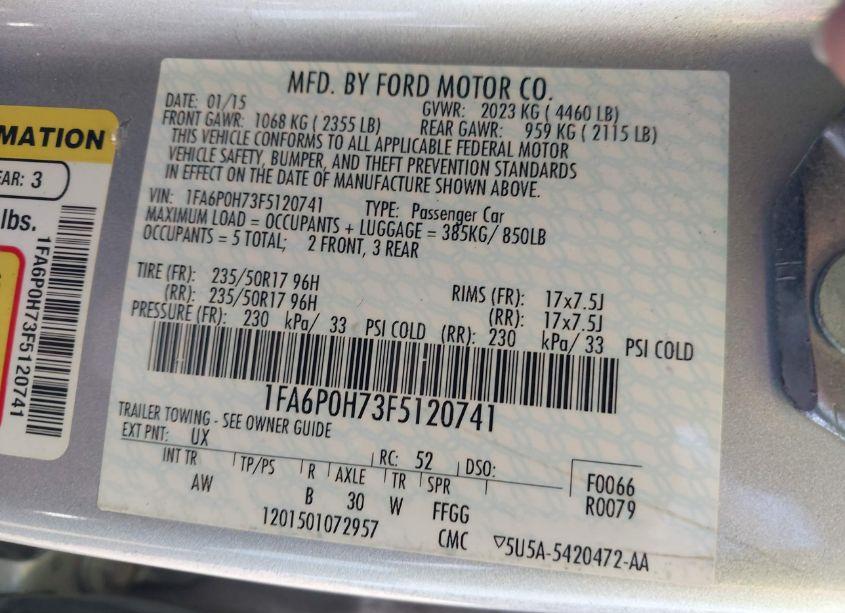 MATION
EAR: 3
lbs.
1FA6P0H73F5120741
MFD. BY FORD MOTOR CO.
DATE: 01/15 GVWR: 2023 KG ( 4460 LB)
FRONT GAWR: 1068 KG ( 2355 LB) REAR GAWR: 959 KG ( 2115 LB)
THIS VEHICLE CONFORMS TO ALL APPLICABLE FEDERAL MOTOR
VEHICLE SAFETY, BUMPER, AND THEFT PREVENTION STANDARDS
IN EFFECT ON THE DATE OF MANUFACTURE SHOWN ABOVE.
VIN: 1FA6P0H73F5120741 TYPE: Passenger Car
MAXIMUM LOAD = OCCUPANTS + LUGGAGE = 385KG/ 850LB
OCCUPANTS = 5 TOTAL; 2 FRONT, 3 REAR
TIRE (FR): 235/50R17 96H RIMS (FR): 17x7.5J
(RR): 235/50R17 96H (RR): 17x7.5J
PRESSURE (FR): 230 kPa/ 33 PSI COLD (RR): 230 kPa/ 33 PSI COLD
1FA6P0H73F5120741
TRAILER TOWING - SEE OWNER GUIDE
EXT PNT: UX RC: 52 DSO: F0066
INT TR TP/PS R AXLE TR SPR R0079
AW B 30 W FFGG
1201501072957 CMC ▽5U5A-5420472-AA